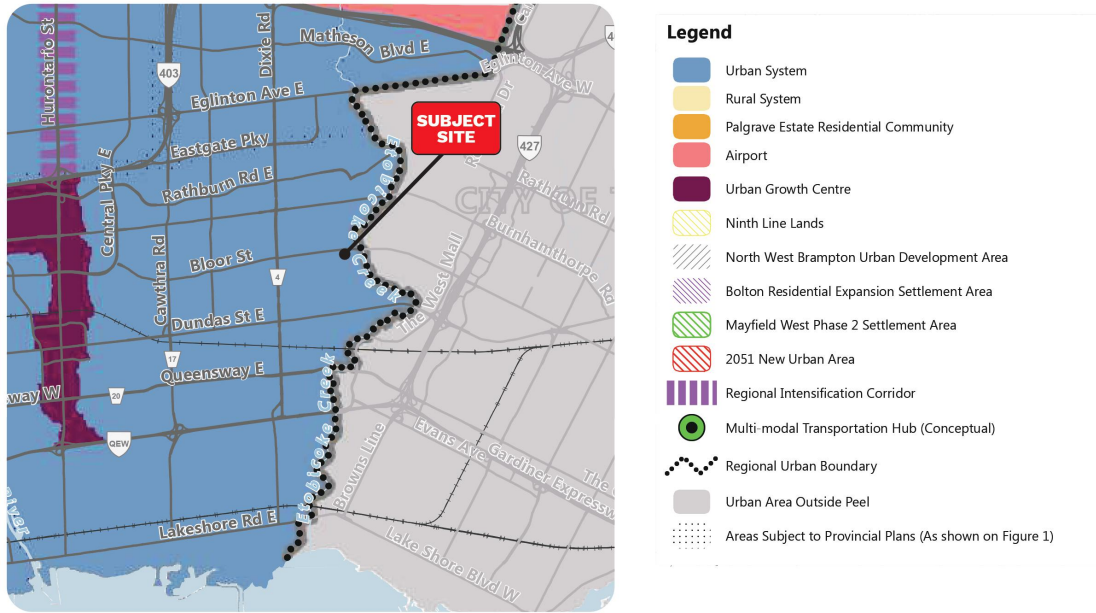 Hurontario St
403
Dixie Rd
Matheson Blvd E
Eglinton Ave W
Eglinton Ave E
SUBJECT
SITE
427
Eastgate Pky
Central Pky E
Rathburn Rd E
Etobicoke Creek
CITY OF
Rathburn Rd
Burnhamthorpe Rd
Cawthra Rd
Bloor St
4
The West Mall
Dundas St E
17
Queensway E
sway W
20
QEW
Etobicoke Creek
Browns Line
Evans Ave
Gardiner Expressw
The
River
Lakeshore Rd E
Lake Shore Blvd W
Legend
Urban System
Rural System
Palgrave Estate Residential Community
Airport
Urban Growth Centre
Ninth Line Lands
North West Brampton Urban Development Area
Bolton Residential Expansion Settlement Area
Mayfield West Phase 2 Settlement Area
2051 New Urban Area
Regional Intensification Corridor
Multi-modal Transportation Hub (Conceptual)
Regional Urban Boundary
Urban Area Outside Peel
Areas Subject to Provincial Plans (As shown on Figure 1)